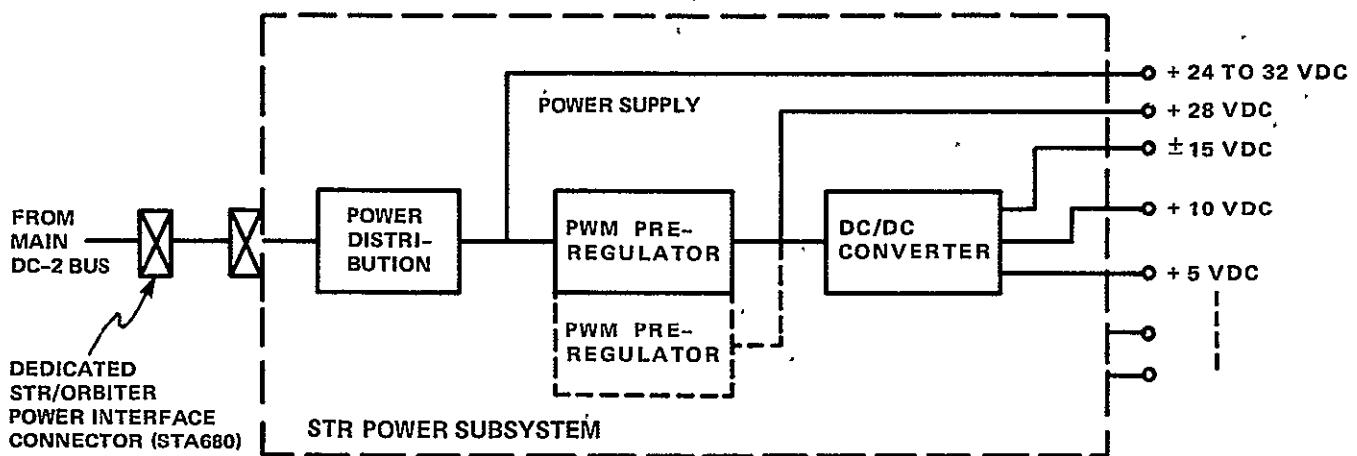 + 24 TO 32 VDC
POWER SUPPLY
+ 28 VDC
± 15 VDC
FROM
MAIN
DC-2 BUS
POWER
DISTRI-
BUTION
PWM PRE-
REGULATOR
DC/DC
CONVERTER
+ 10 VDC
+ 5 VDC
PWM PRE-
REGULATOR
DEDICATED
STR/ORBITER
POWER INTERFACE
CONNECTOR (STA680)
STR POWER SUBSYSTEM